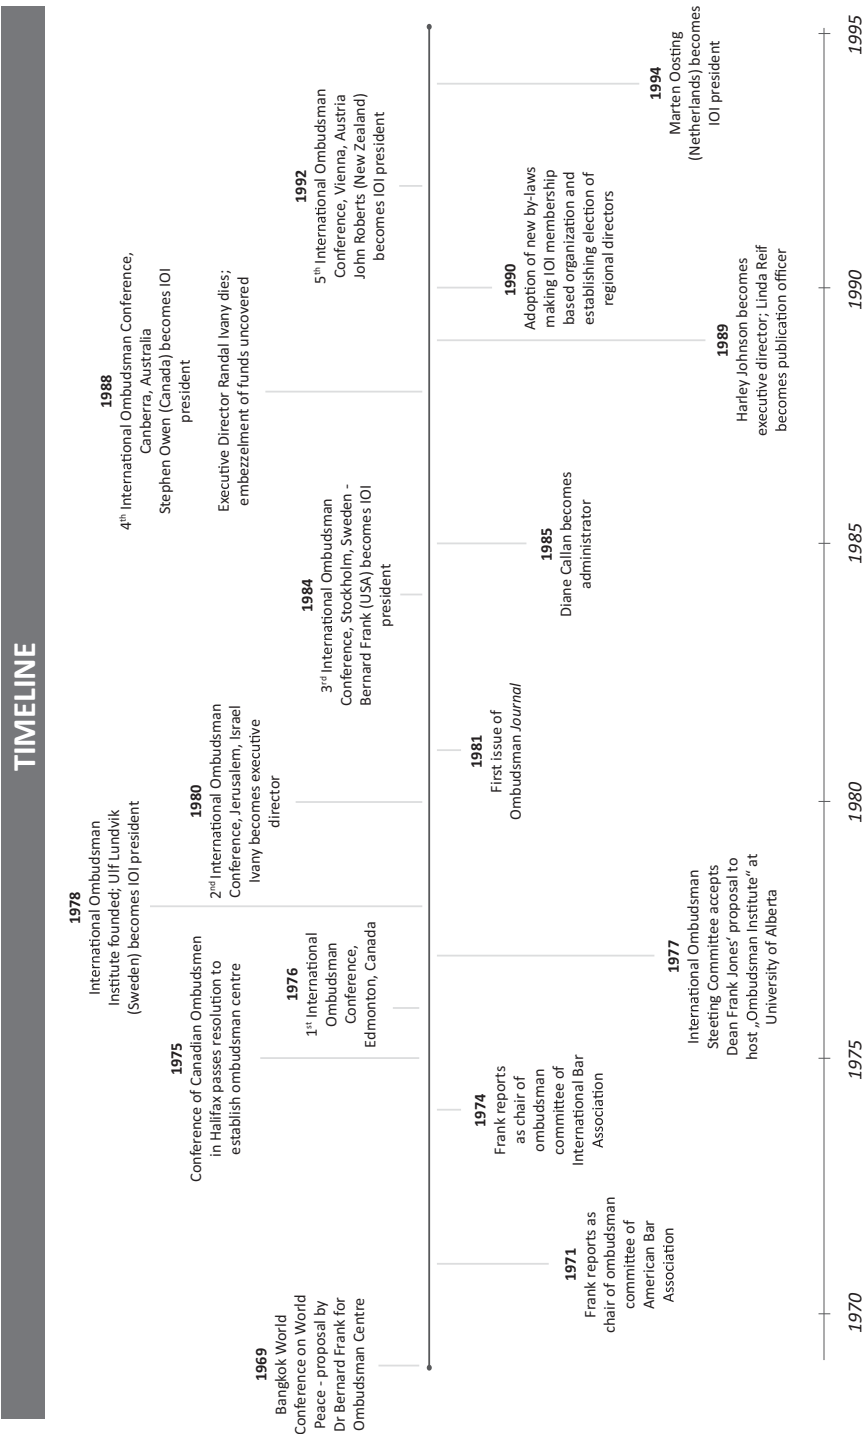 TIMELINE
1969
Bangkok World
Conference on World
Peace - proposal by
Dr Bernard Frank for
Ombudsman Centre
1971
Frank reports as
chair of ombudsman
committee of
American Bar
Association
1974
Frank reports
as chair of
ombudsman
committee of
International Bar
Association
1975
Conference of Canadian Ombudsmen
in Halifax passes resolution to
establish ombudsman centre
1976
1st International
Ombudsman
Conference,
Edmonton, Canada
1977
International Ombudsman
Steeting Committee accepts
Dean Frank Jones‘ proposal to
host „Ombudsman Institute“ at
University of Alberta
1978
International Ombudsman
Institute founded; Ulf Lundvik
(Sweden) becomes IOI president
1980
2nd International Ombudsman
Conference, Jerusalem, Israel
Ivany becomes executive
director
1981
First issue of
Ombudsman Journal
1984
3rd International Ombudsman
Conference, Stockholm, Sweden -
Bernard Frank (USA) becomes IOI
president
1985
Diane Callan becomes
administrator
1988
4th International Ombudsman Conference,
Canberra, Australia
Stephen Owen (Canada) becomes IOI
president
Executive Director Randal Ivany dies;
embezzelment of funds uncovered
1989
Harley Johnson becomes
executive director; Linda Reif
becomes publication officer
1990
Adoption of new by-laws
making IOI membership
based organization and
establishing election of
regional directors
1992
5th International Ombudsman
Conference, Vienna, Austria
John Roberts (New Zealand)
becomes IOI president
1994
Marten Oosting
(Netherlands) becomes
IOI president
1970
1975
1980
1985
1990
1995